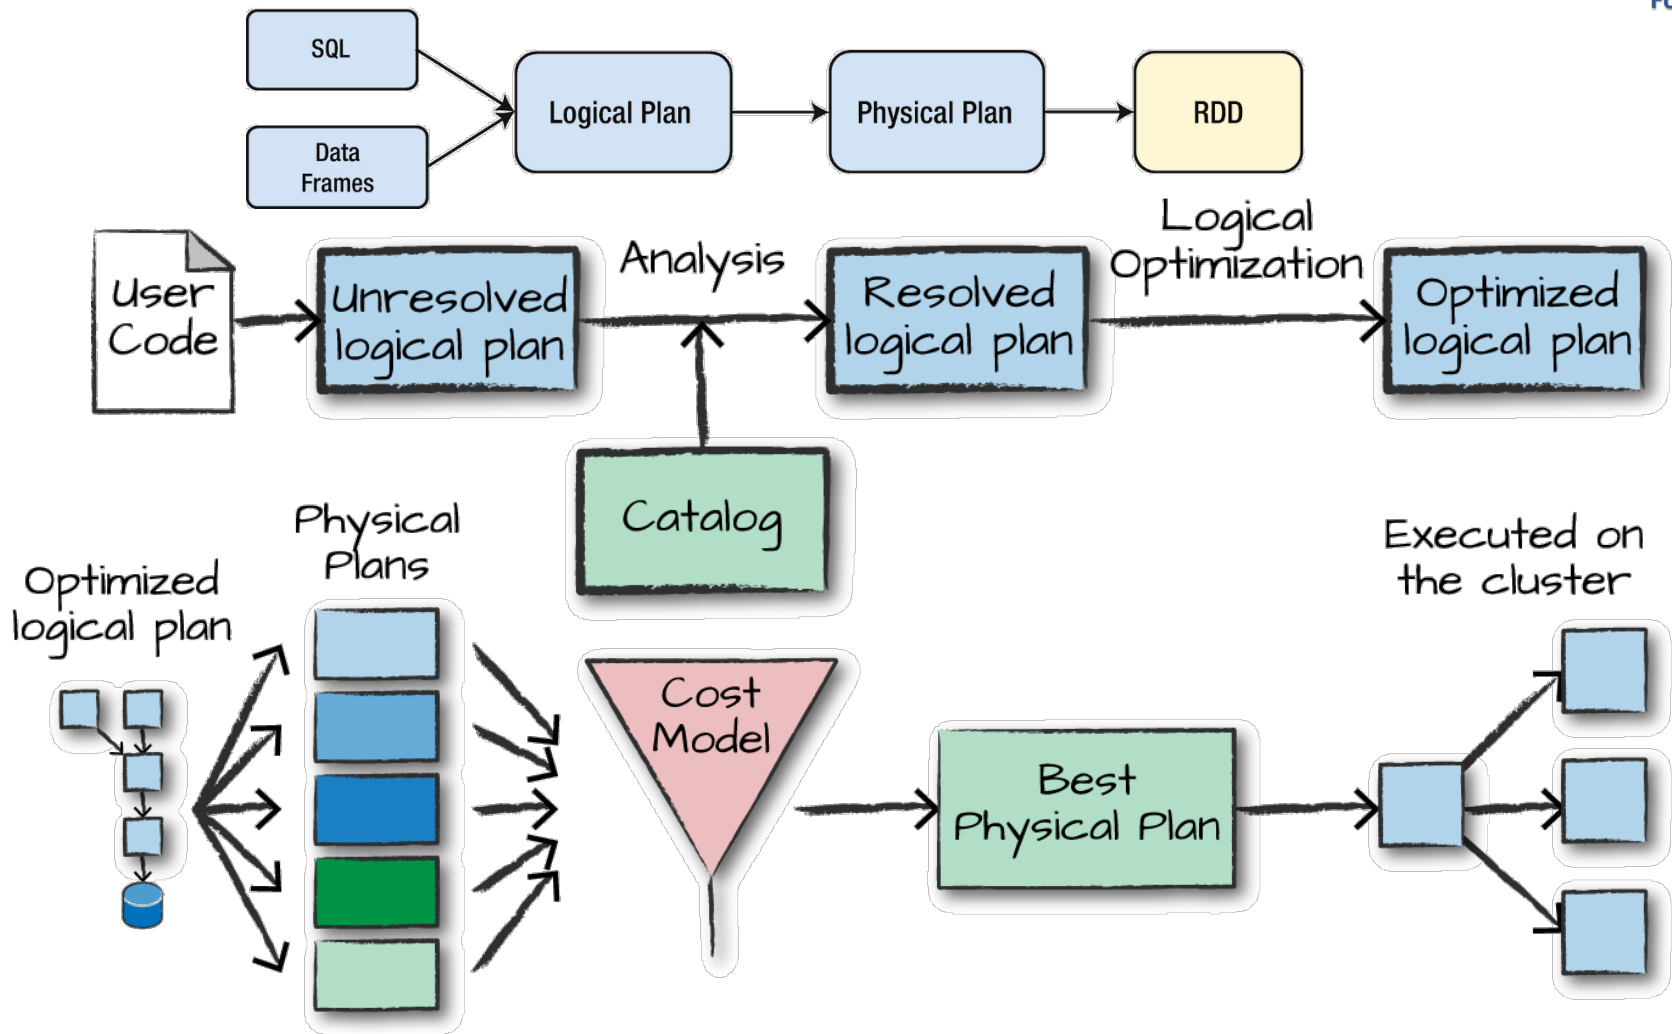 SQL
Data
Frames
Logical Plan
Physical Plan
RDD
User
Code
Unresolved
logical plan
Analysis
Resolved
logical plan
Logical
Optimization
Optimized
logical plan
Catalog
Optimized
logical plan
Physical
Plans
Cost
Model
Best
Physical Plan
Executed on
the cluster